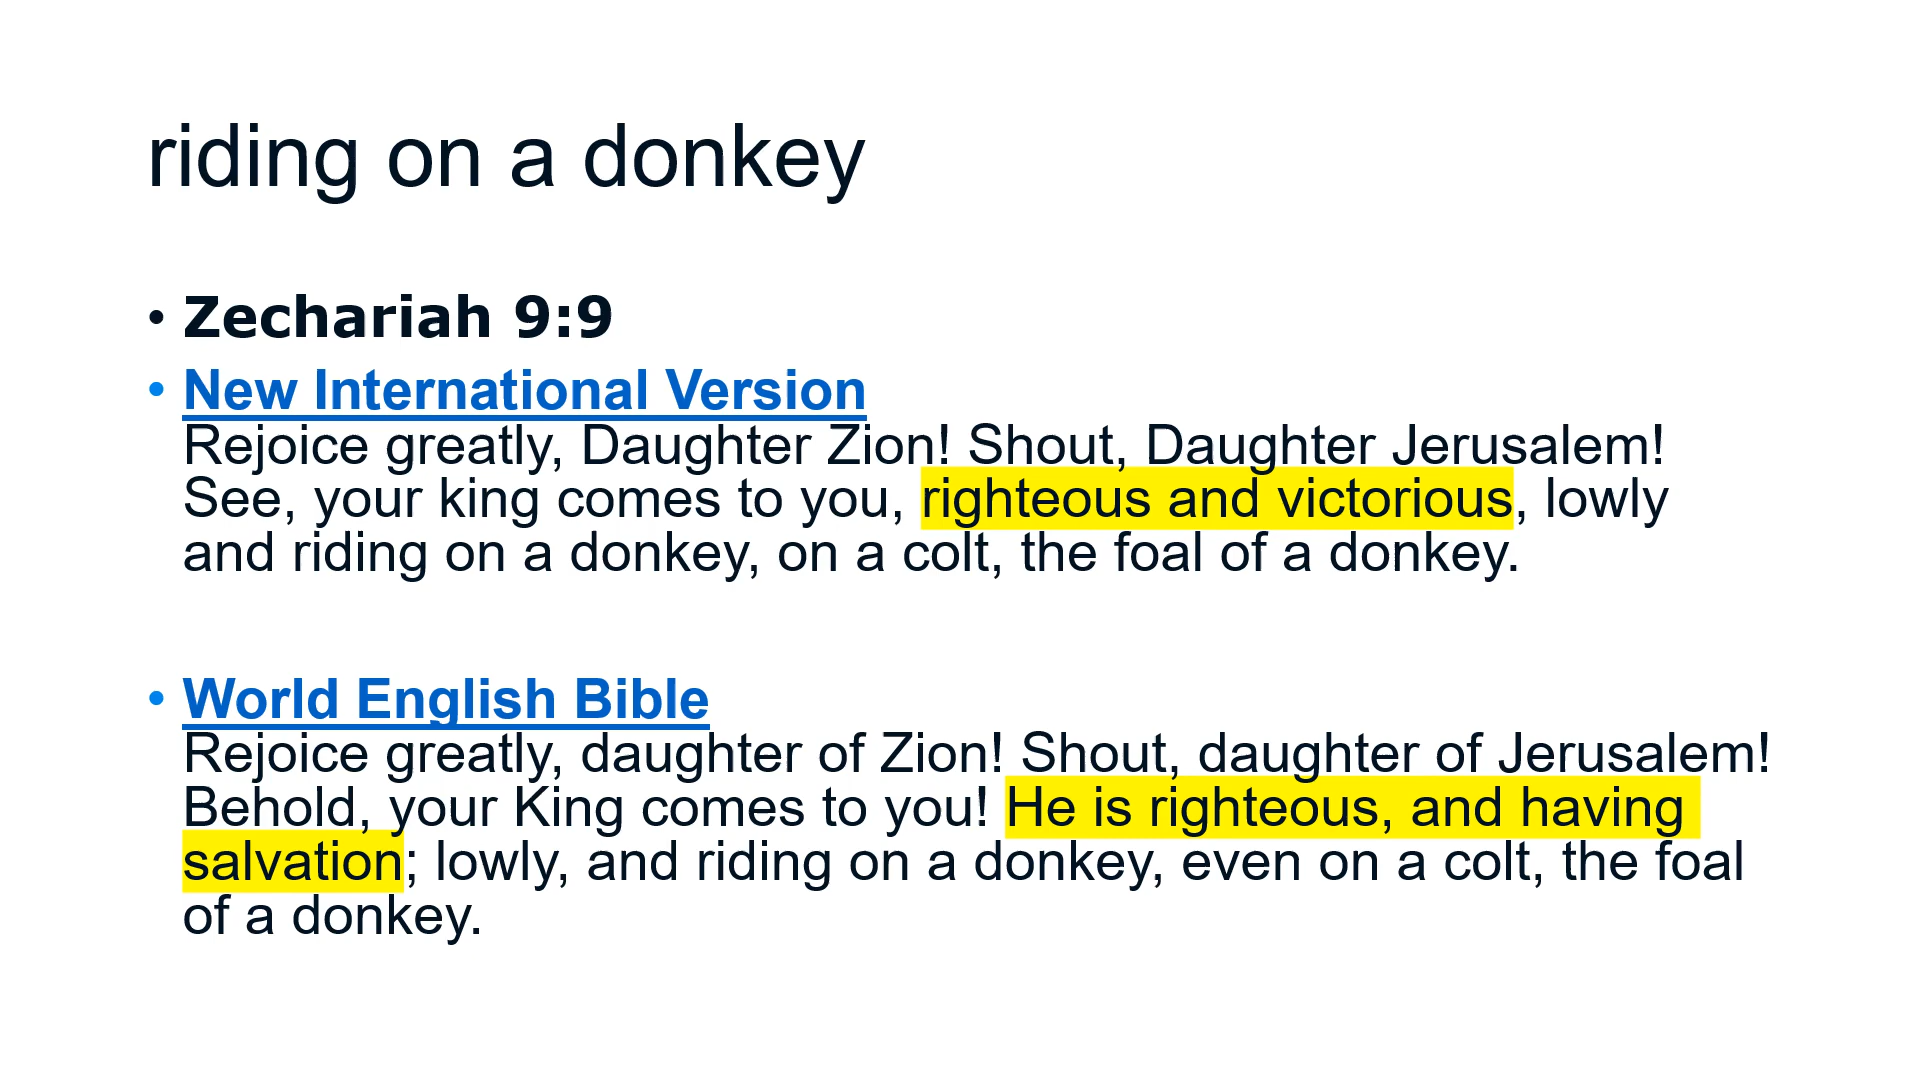 riding on a donkey
• Zechariah 9:9
• New International Version
Rejoice greatly, Daughter Zion! Shout, Daughter Jerusalem!
See, your king comes to you, righteous and victorious, lowly
and riding on a donkey, on a colt, the foal of a donkey.
• World English Bible
Rejoice greatly, daughter of Zion! Shout, daughter of Jerusalem!
Behold, your King comes to you! He is righteous, and having
salvation; lowly, and riding on a donkey, even on a colt, the foal
of a donkey.